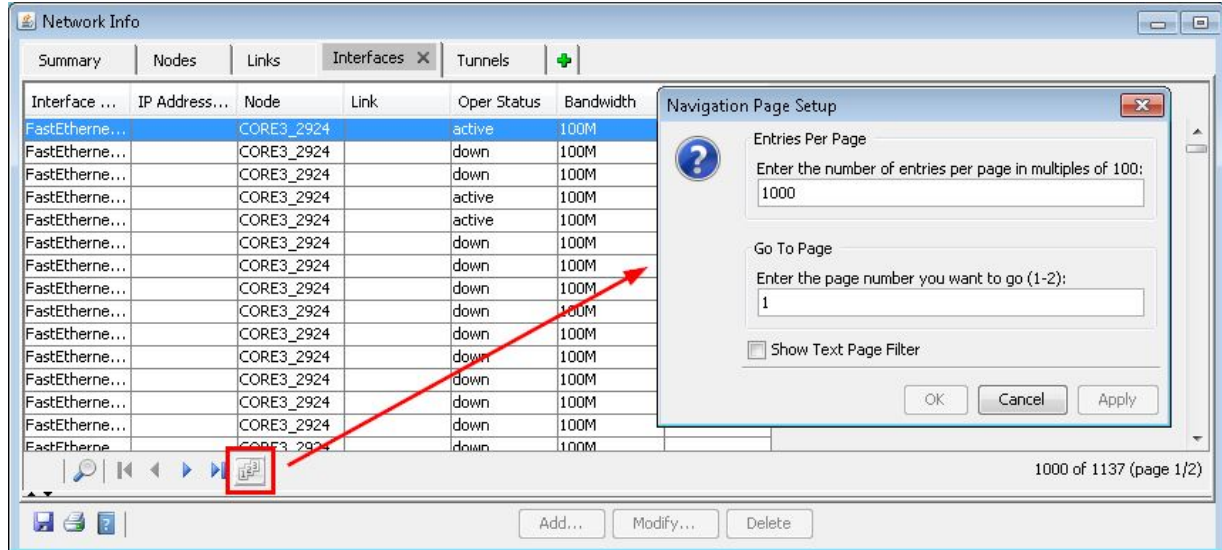 Network Info
Summary Nodes Links Interfaces Tunnels
Interface ... IP Address... Node Link Oper Status Bandwidth
FastEtherne... CORE3_2924 active 100M
FastEtherne... CORE3_2924 down 100M
FastEtherne... CORE3_2924 down 100M
FastEtherne... CORE3_2924 active 100M
FastEtherne... CORE3_2924 active 100M
FastEtherne... CORE3_2924 down 100M
FastEtherne... CORE3_2924 down 100M
FastEtherne... CORE3_2924 down 100M
FastEtherne... CORE3_2924 down 100M
FastEtherne... CORE3_2924 down 100M
FastEtherne... CORE3_2924 down 100M
FastEtherne... CORE3_2924 down 100M
FastEtherne... CORE3_2924 down 100M
FastEtherne... CORE3_2924 down 100M
FastEtherne CORE3_2924 down 100M
Navigation Page Setup
Entries Per Page
Enter the number of entries per page in multiples of 100:
1000
Go To Page
Enter the page number you want to go (1-2):
1
Show Text Page Filter
OK Cancel Apply
1000 of 1137 (page 1/2)
Add... Modify... Delete